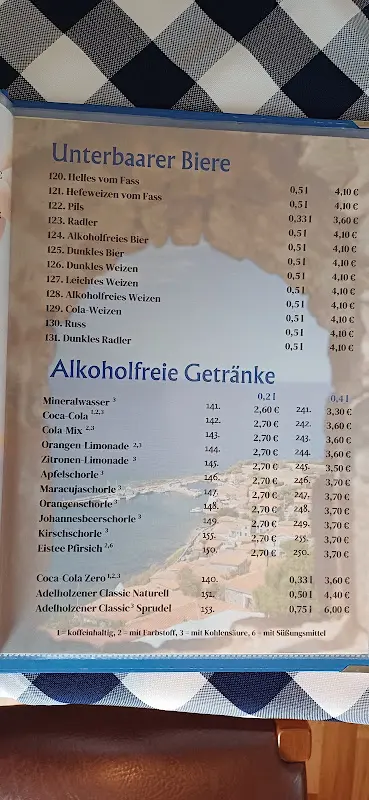 Unterbaarer Biere
120. Helles vom Fass 0,5 l 4,10 €
121. Hefeweizen vom Fass 0,5 l 4,10 €
122. Pils 0,33 l 3,60 €
123. Radler 0,5 l 4,10 €
124. Alkoholfreies Bier 0,5 l 4,10 €
125. Dunkles Bier 0,5 l 4,10 €
126. Dunkles Weizen 0,5 l 4,10 €
127. Leichtes Weizen 0,5 l 4,10 €
128. Alkoholfreies Weizen 0,5 l 4,10 €
129. Cola-Weizen 0,5 l 4,10 €
130. Russ 0,5 l 4,10 €
131. Dunkles Radler 0,5 l 4,10 €
Alkoholfreie Getränke
0,2 l 0,4 l
Mineralwasser 3 141. 2,60 € 241. 3,30 €
Coca-Cola 1,2,3 142. 2,70 € 242. 3,60 €
Cola Mix 2,3 143. 2,70 € 243. 3,60 €
Orangen-Limonade 2,3 144. 2,70 € 244. 3,60 €
Zitronen-Limonade 3 145. 2,70 € 245. 3,50 €
Apfelschorle 3 146. 2,70 € 246. 3,70 €
Maracujaschorle 3 147. 2,70 € 247. 3,70 €
Orangenschorle 3 148. 2,70 € 248. 3,70 €
Johannesbeerschorle 3 149. 2,70 € 249. 3,70 €
Kirschschorle 3 155. 2,70 € 255. 3,70 €
Eistee Pfirsich 2,6 150. 2,70 € 250. 3,70 €
Coca-Cola Zero 1,2,3 140. 0,33 l 3,60 €
Adelholzener Classic Naturell 151. 0,50 l 4,40 €
Adelholzener Classic 3 Sprudel 153. 0,75 l 6,00 €
1 = koffeinhaltig, 2 = mit Farbstoff, 3 = mit Kohlensäure, 6 = mit Süßungsmittel